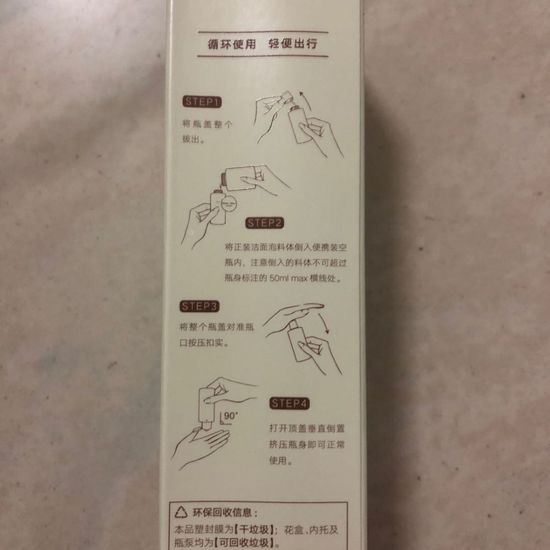 循环使用 轻便出行
STEP1
将瓶盖整个
拔出。
STEP2
将正装洁面泡料体倒入便携装空
瓶内，注意倒入的料体不可超过
瓶身标注的 50ml max 横线处。
STEP3
将整个瓶盖对准瓶
口按压扣实。
90°
STEP4
打开顶盖垂直倒置
挤压瓶身即可正常
使用。
环保回收信息：
本品塑封膜为【干垃圾】；花盒、内托及
瓶泵均为【可回收垃圾】。